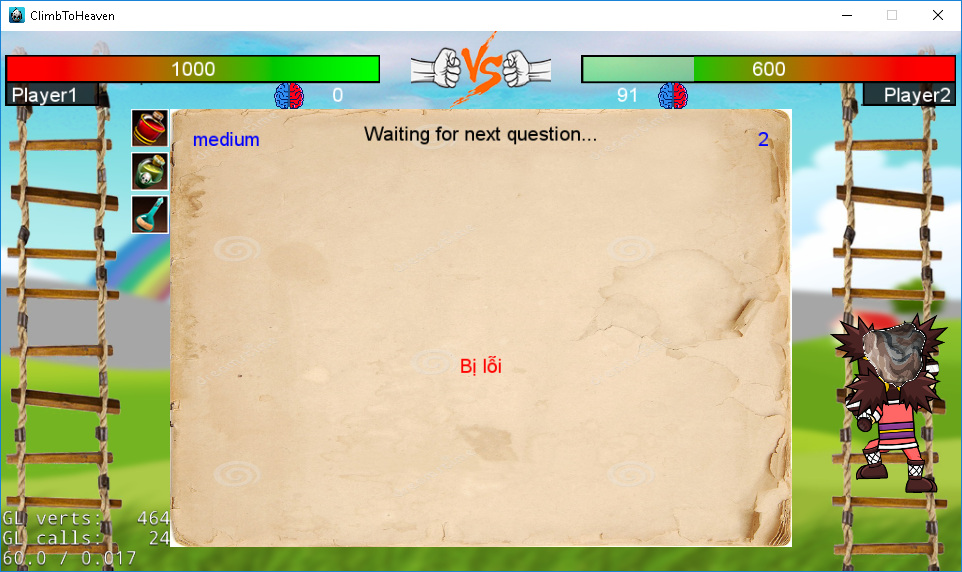 ClimbToHeaven
1000
VS
600
Player1
0
91
Player2
medium
Waiting for next question...
2
Bị lỗi
GL verts: 464
GL calls: 24
60.0 / 0.017